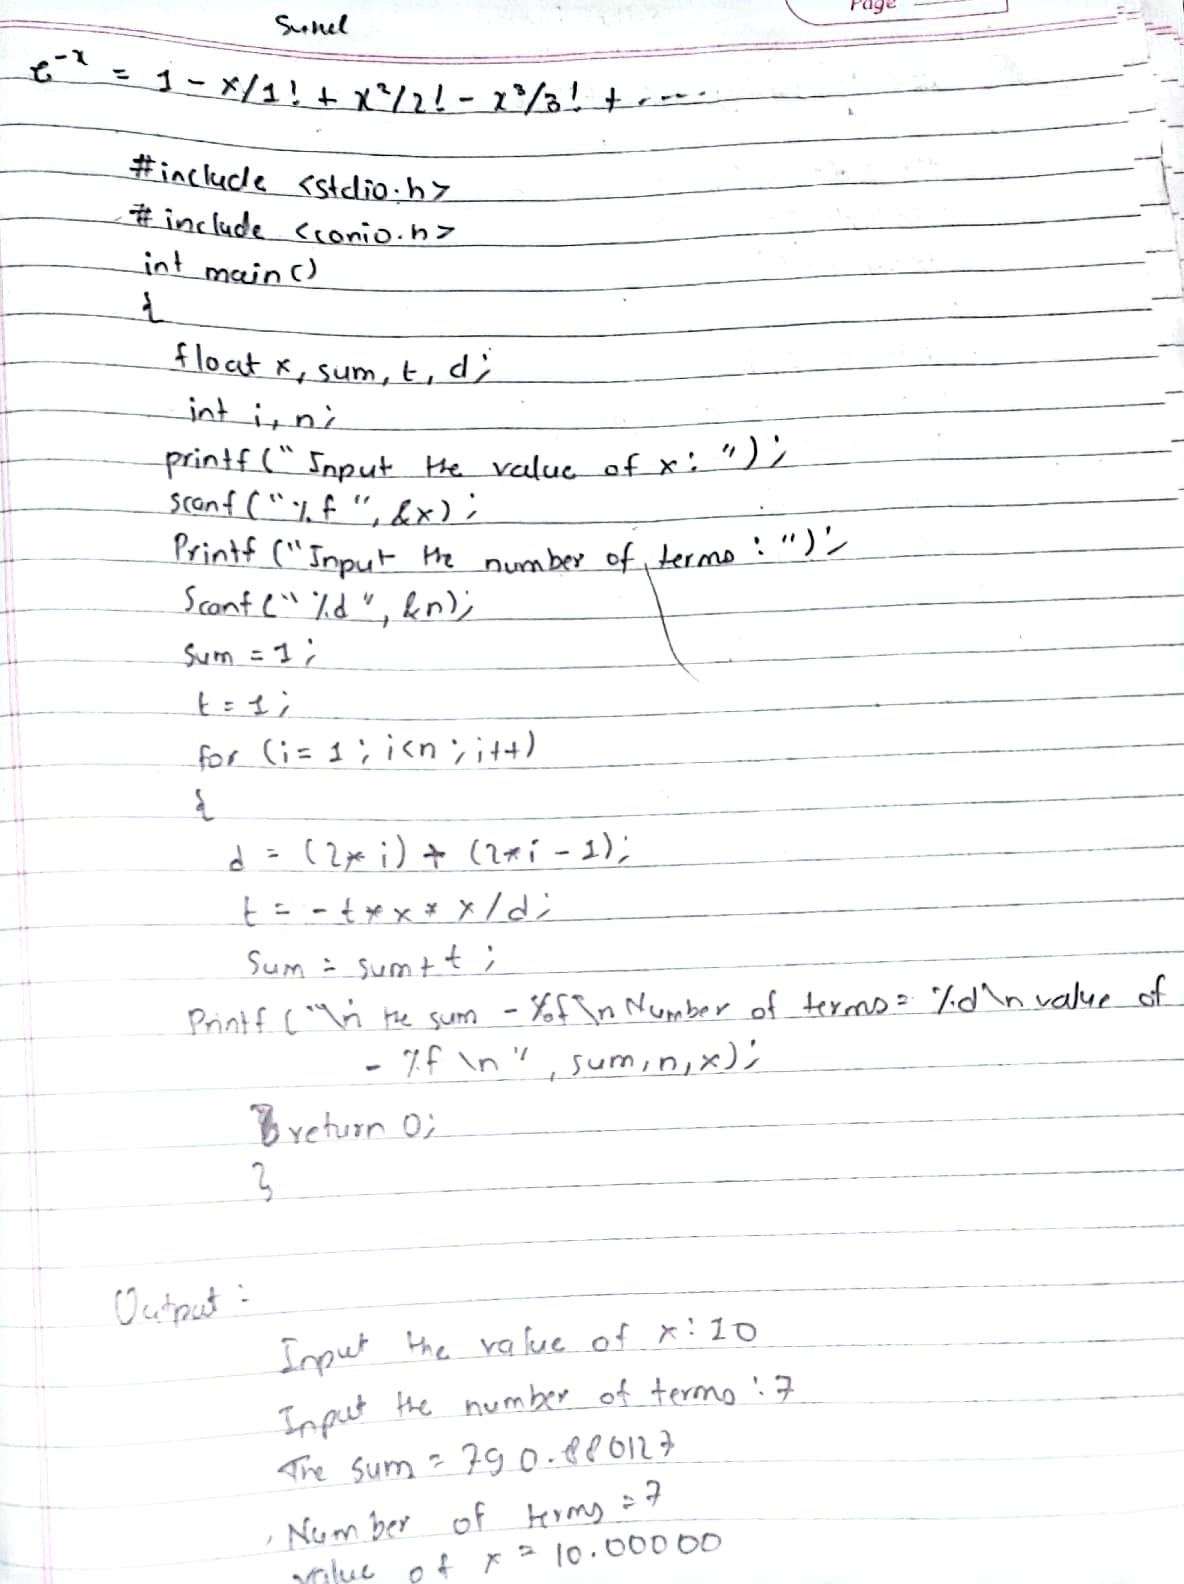 Page
Sunel
e⁻ˣ = 1 - x/1! + x²/2! - x³/3! + ....
#include <stdio.h>
#include <conio.h>
int main()
{
float x, sum, t, d;
int i, n;
printf(" Input the value of x: ");
scanf("%f ", &x);
Printf ("Input the number of terms : ");
Scanf (" %d ", &n);
Sum = 1;
t = 1;
for (i = 1 ; i<n ; i++)
{
d = (2* i) * (2*i - 1);
t = - t * x * x/d;
Sum = sum + t ;
Printf ("\n the sum - %f\n Number of terms = %d\n value of
- %f \n" , sum, n, x);
} return 0;
}
Output :
Input the value of x: 10
Input the number of terms : 7
The sum = 790.880127
Number of terms = 7
value of x = 10.00000